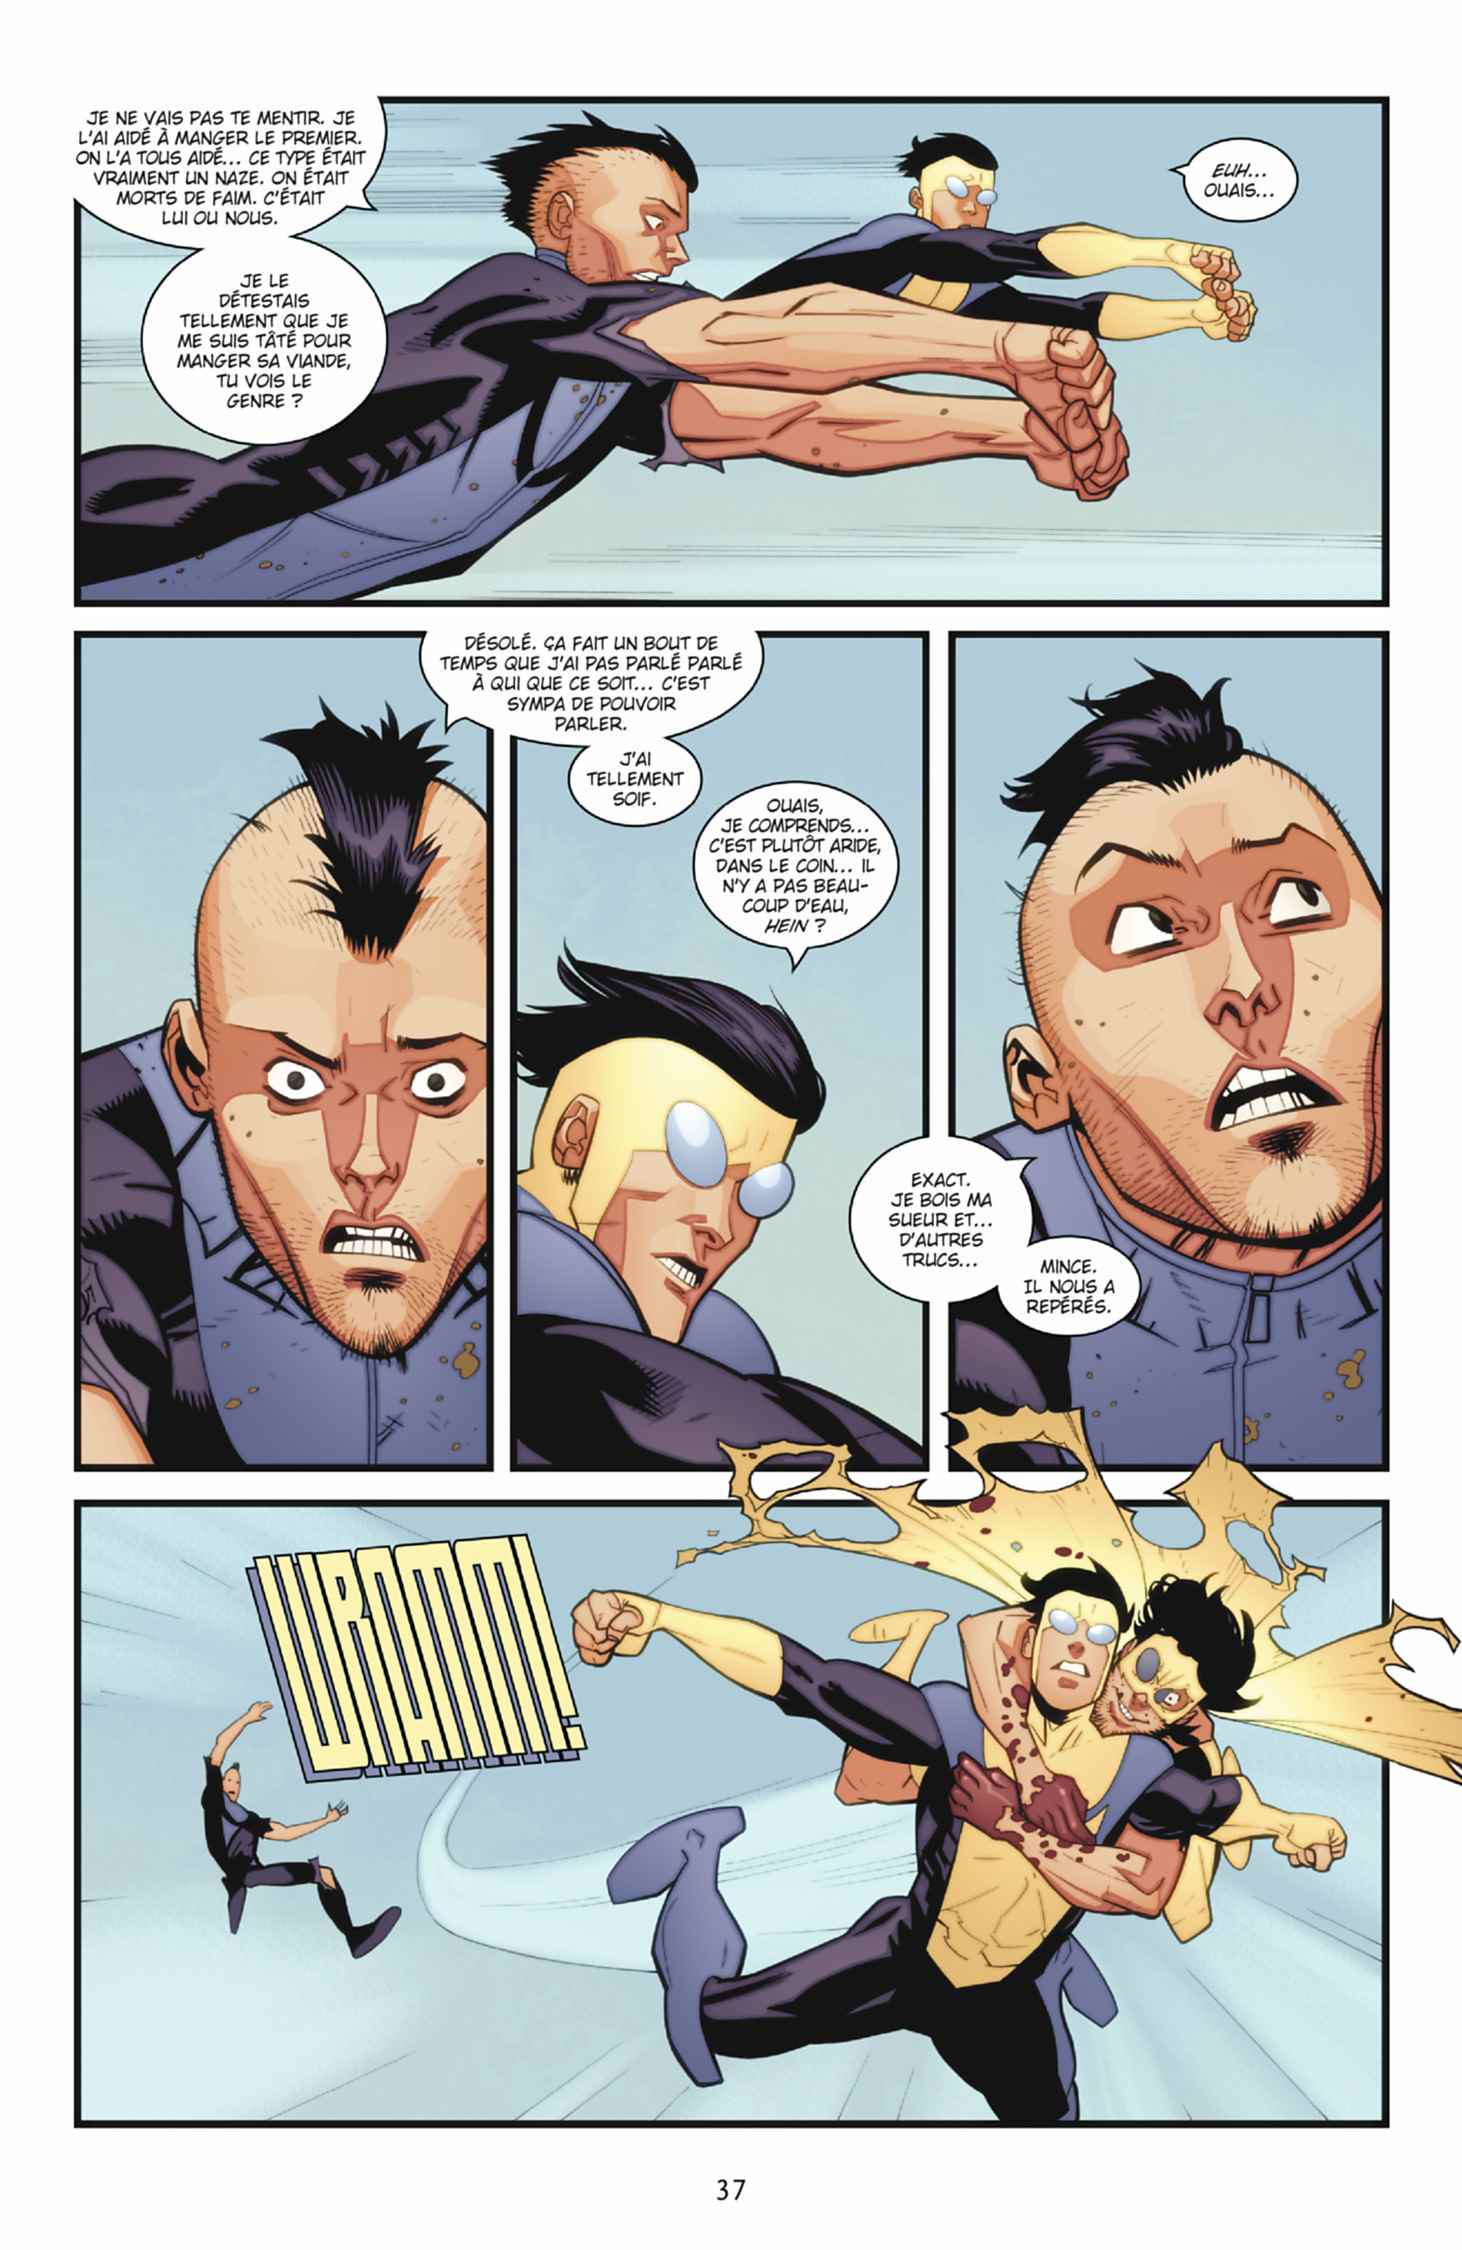 JE NE VAIS PAS TE MENTIR. JE
L'AI AIDÉ À MANGER LE PREMIER.
ON L'A TOUS AIDÉ... CE TYPE ÉTAIT
VRAIMENT UN NAZE. ON ÉTAIT
MORTS DE FAIM. C'ÉTAIT
LUI OU NOUS.
JE LE
DÉTESTAIS
TELLEMENT QUE JE
ME SUIS TÂTÉ POUR
MANGER SA VIANDE,
TU VOIS LE
GENRE ?
EUH...
OUAIS...
DÉSOLÉ. ÇA FAIT UN BOUT DE
TEMPS QUE J'AI PAS PARLÉ PARLÉ
À QUI QUE CE SOIT... C'EST
SYMPA DE POUVOIR
PARLER.
J'AI
TELLEMENT
SOIF.
OUAIS,
JE COMPRENDS...
C'EST PLUTÔT ARIDE,
DANS LE COIN... IL
N'Y A PAS BEAU-
COUP D'EAU,
HEIN ?
EXACT.
JE BOIS MA
SUEUR ET...
D'AUTRES
TRUCS...
MINCE.
IL NOUS A
REPÉRÉS.
WRAMM!
37